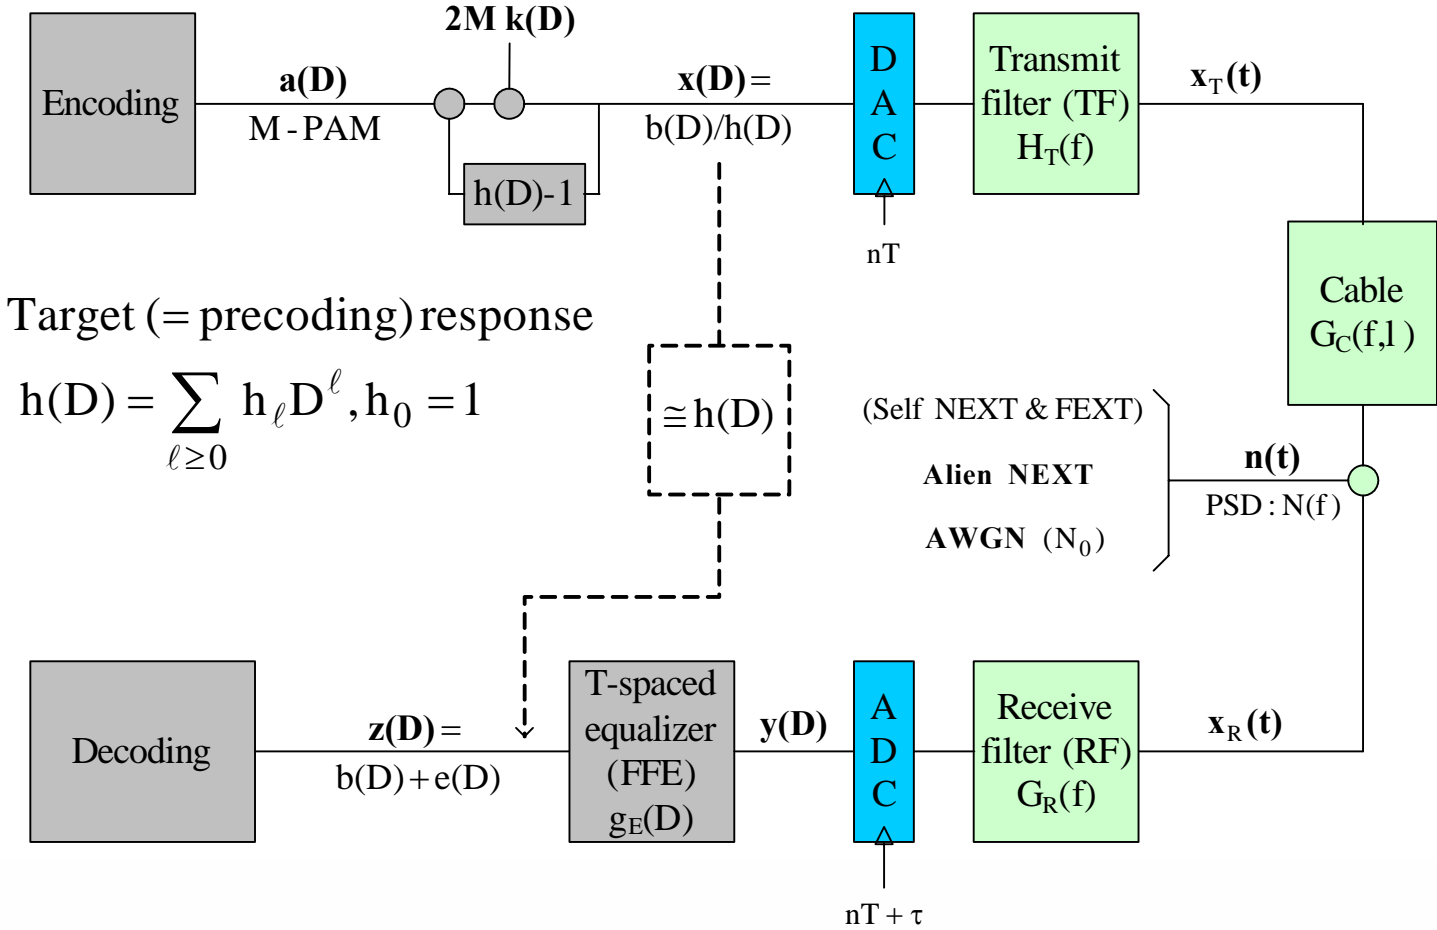 2M k(D)
Encoding
a(D)
M-PAM
h(D)-1
x(D) =
b(D)/h(D)
D
A
C
nT
Transmit
filter (TF)
H_T(f)
x_T(t)
Cable
G_C(f,l)
Target (= precoding) response
h(D) = ∑_{ℓ≥0} h_ℓ D^ℓ, h_0 = 1
≅ h(D)
(Self NEXT & FEXT)
Alien NEXT
AWGN (N_0)
n(t)
PSD : N(f)
Decoding
z(D) =
b(D) + e(D)
T-spaced
equalizer
(FFE)
g_E(D)
y(D)
A
D
C
nT + τ
Receive
filter (RF)
G_R(f)
x_R(t)